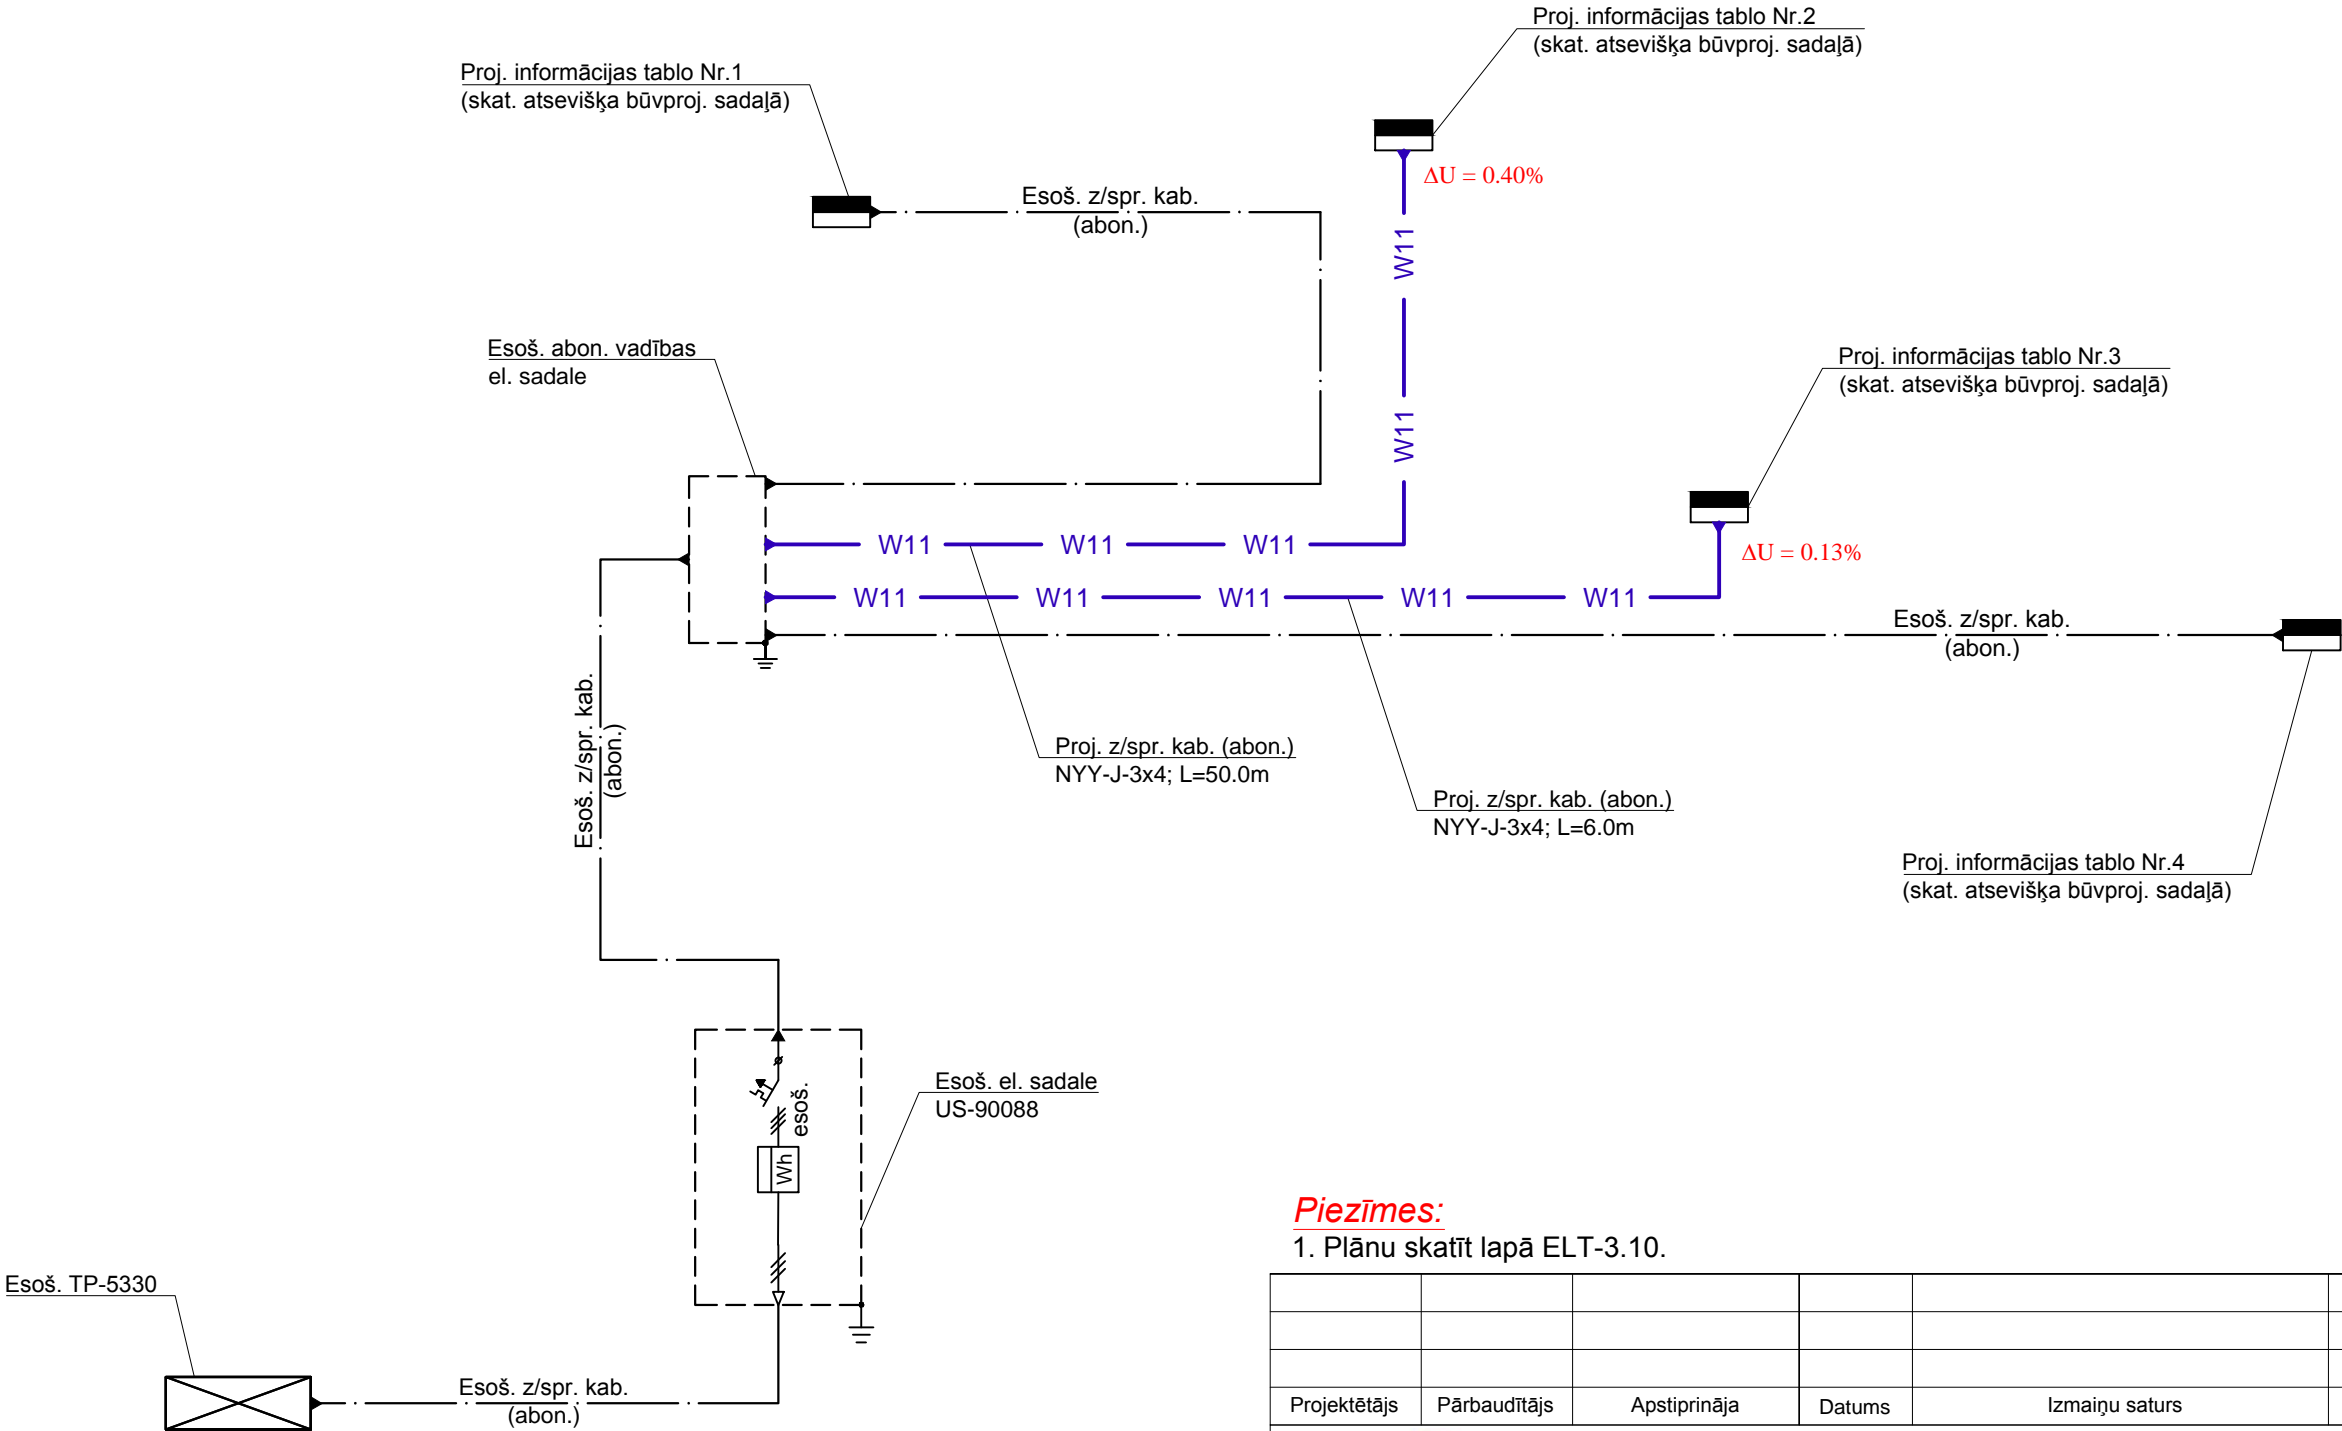 Proj. informācijas tablo Nr.2
(skat. atsevišķa būvproj. sadaļā)
Proj. informācijas tablo Nr.1
(skat. atsevišķa būvproj. sadaļā)
ΔU = 0.40%
Esoš. z/spr. kab.
(abon.)
W11
Esoš. abon. vadības
el. sadale
Proj. informācijas tablo Nr.3
(skat. atsevišķa būvproj. sadaļā)
W11
W11 W11 W11
ΔU = 0.13%
W11 W11 W11 W11 W11
Esoš. z/spr. kab.
(abon.)
Esoš. z/spr. kab.
(abon.)
Proj. z/spr. kab. (abon.)
NYY-J-3x4; L=50.0m
Proj. z/spr. kab. (abon.)
NYY-J-3x4; L=6.0m
Proj. informācijas tablo Nr.4
(skat. atsevišķa būvproj. sadaļā)
Esoš. el. sadale
US-90088
esoš.
Wh
Piezīmes:
1. Plānu skatīt lapā ELT-3.10.
Esoš. TP-5330
Esoš. z/spr. kab.
(abon.)
Projektētājs Pārbaudītājs Apstiprināja Datums Izmaiņu saturs